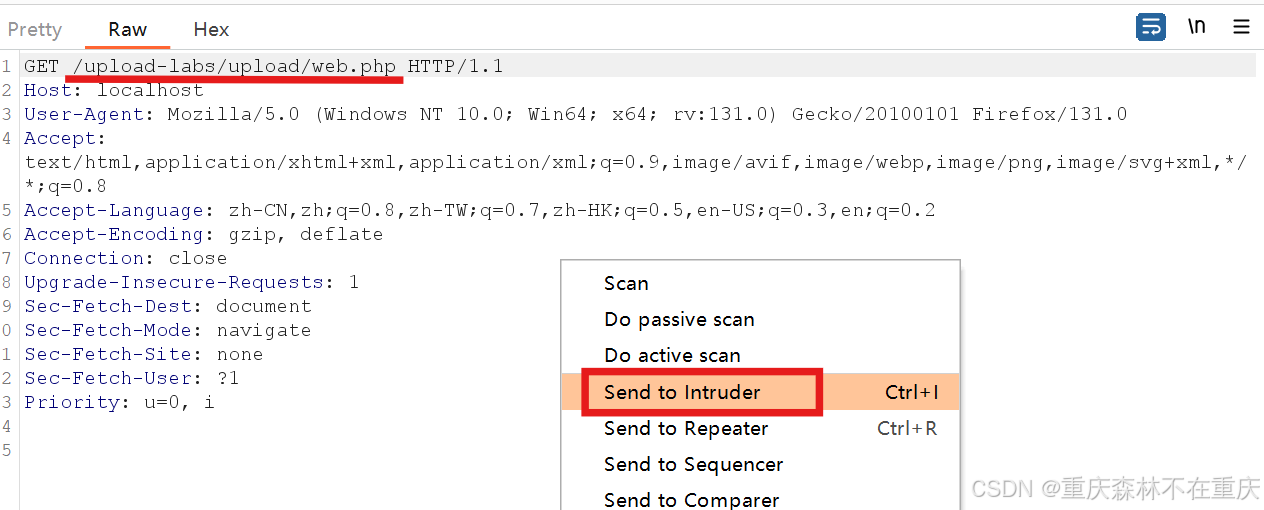 Pretty Raw Hex \n
1 GET /upload-labs/upload/web.php HTTP/1.1
2 Host: localhost
3 User-Agent: Mozilla/5.0 (Windows NT 10.0; Win64; x64; rv:131.0) Gecko/20100101 Firefox/131.0
4 Accept:
text/html,application/xhtml+xml,application/xml;q=0.9,image/avif,image/webp,image/png,image/svg+xml,*/
*;q=0.8
5 Accept-Language: zh-CN,zh;q=0.8,zh-TW;q=0.7,zh-HK;q=0.5,en-US;q=0.3,en;q=0.2
6 Accept-Encoding: gzip, deflate
7 Connection: close
8 Upgrade-Insecure-Requests: 1
9 Sec-Fetch-Dest: document
0 Sec-Fetch-Mode: navigate
1 Sec-Fetch-Site: none
2 Sec-Fetch-User: ?1
3 Priority: u=0, i
4
5
Scan
Do passive scan
Do active scan
Send to Intruder Ctrl+I
Send to Repeater Ctrl+R
Send to Sequencer
Send to Comparer
CSDN @重庆森林不在重庆